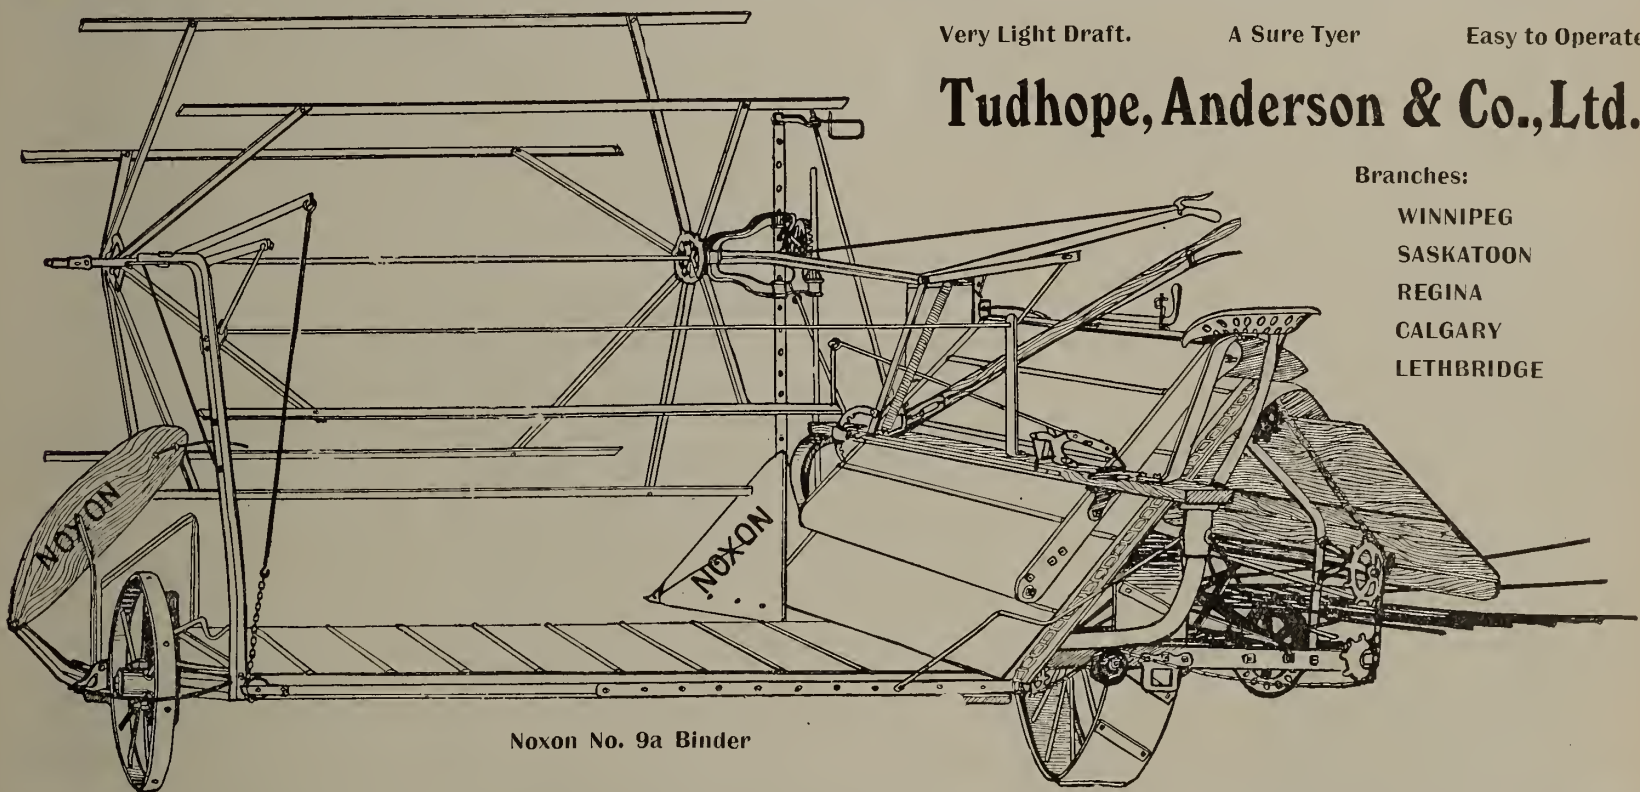 Very Light Draft. A Sure Tyer Easy to Operate
Tudhope, Anderson & Co., Ltd.
Branches:
WINNIPEG
SASKATOON
REGINA
CALGARY
LETHBRIDGE
NOXON
NOXON
Noxon No. 9a Binder